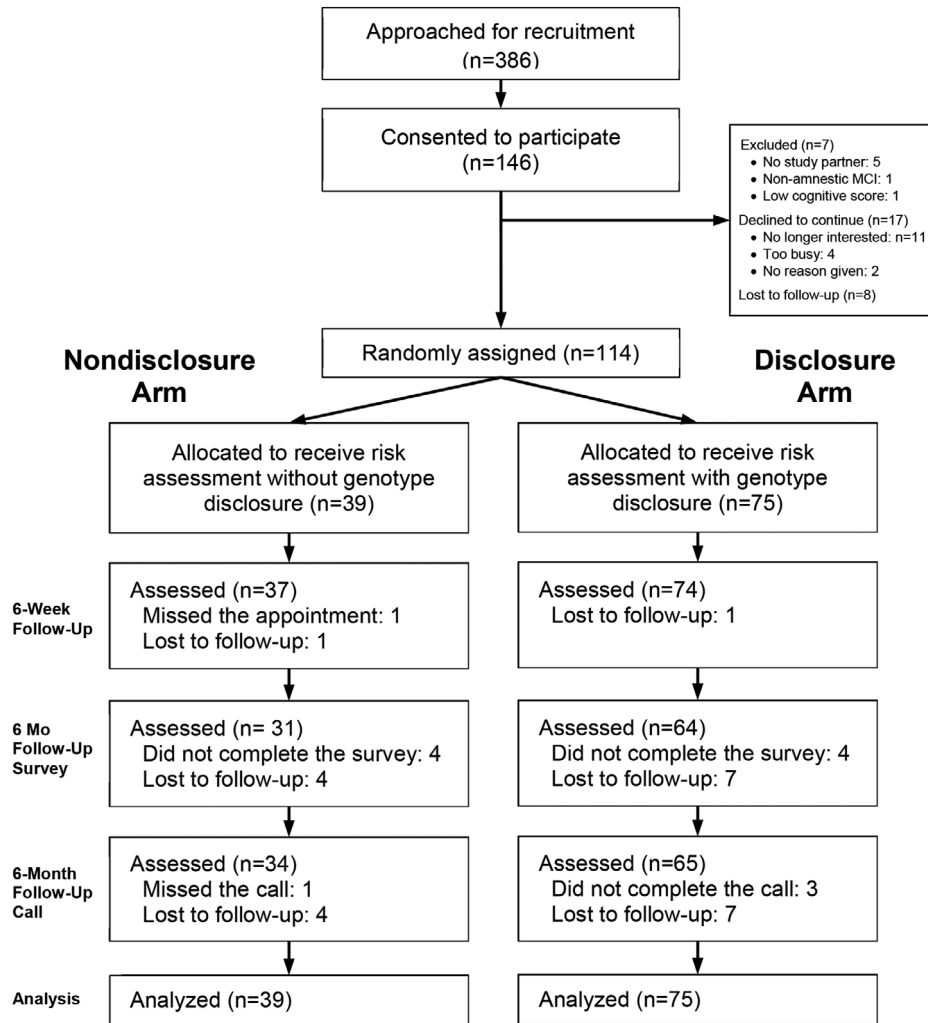 Approached for recruitment
(n=386)
Consented to participate
(n=146)
Excluded (n=7)
• No study partner: 5
• Non-amnestic MCI: 1
• Low cognitive score: 1
Declined to continue (n=17)
• No longer interested: n=11
• Too busy: 4
• No reason given: 2
Lost to follow-up (n=8)
Randomly assigned (n=114)
Nondisclosure
Arm
Disclosure
Arm
Allocated to receive risk
assessment without genotype
disclosure (n=39)
Allocated to receive risk
assessment with genotype
disclosure (n=75)
6-Week
Follow-Up
Assessed (n=37)
Missed the appointment: 1
Lost to follow-up: 1
Assessed (n=74)
Lost to follow-up: 1
6 Mo
Follow-Up
Survey
Assessed (n= 31)
Did not complete the survey: 4
Lost to follow-up: 4
Assessed (n=64)
Did not complete the survey: 4
Lost to follow-up: 7
6-Month
Follow-Up
Call
Assessed (n=34)
Missed the call: 1
Lost to follow-up: 4
Assessed (n=65)
Did not complete the call: 3
Lost to follow-up: 7
Analysis
Analyzed (n=39)
Analyzed (n=75)